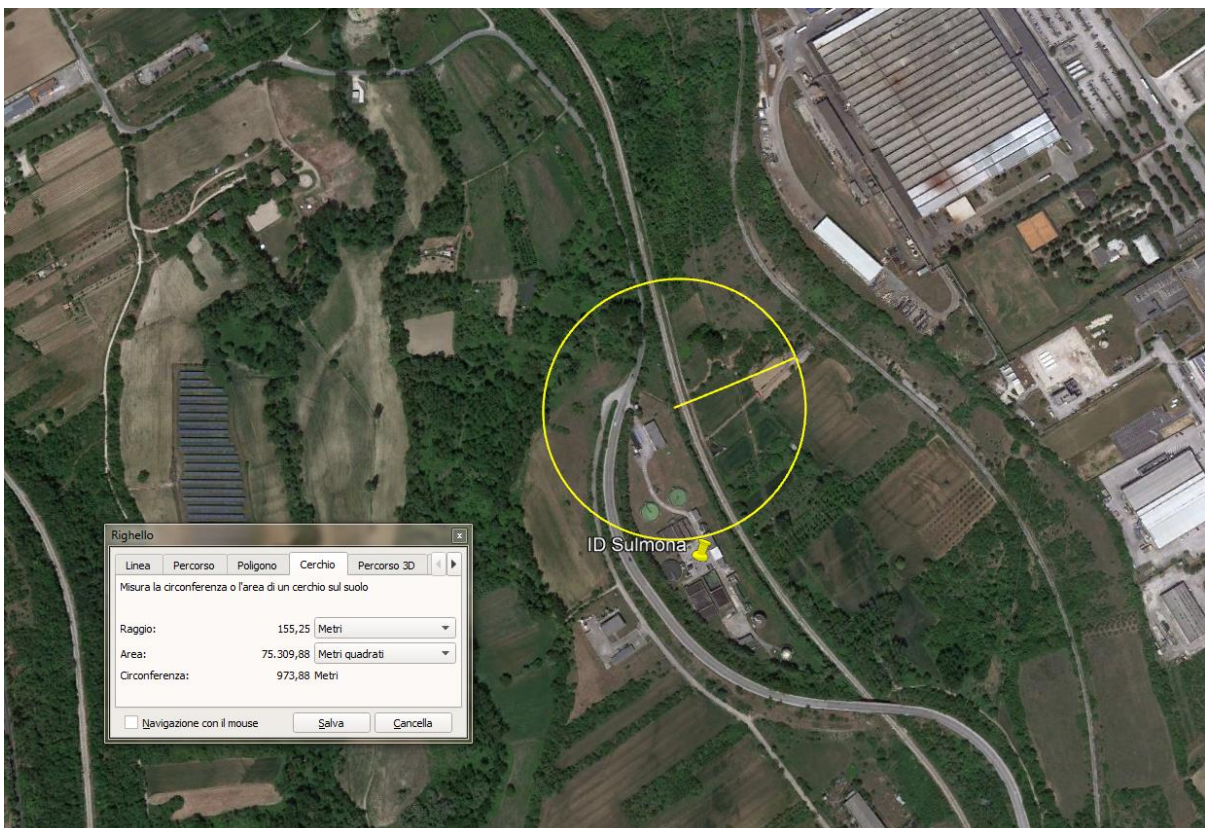 ID Sulmona
Righello
x
Linea Percorso Poligono Cerchio Percorso 3D
Misura la circonferenza o l'area di un cerchio sul suolo
Raggio: 155,25 Metri
Area: 75.309,88 Metri quadrati
Circonferenza: 973,88 Metri
Navigazione con il mouse Salva Cancella